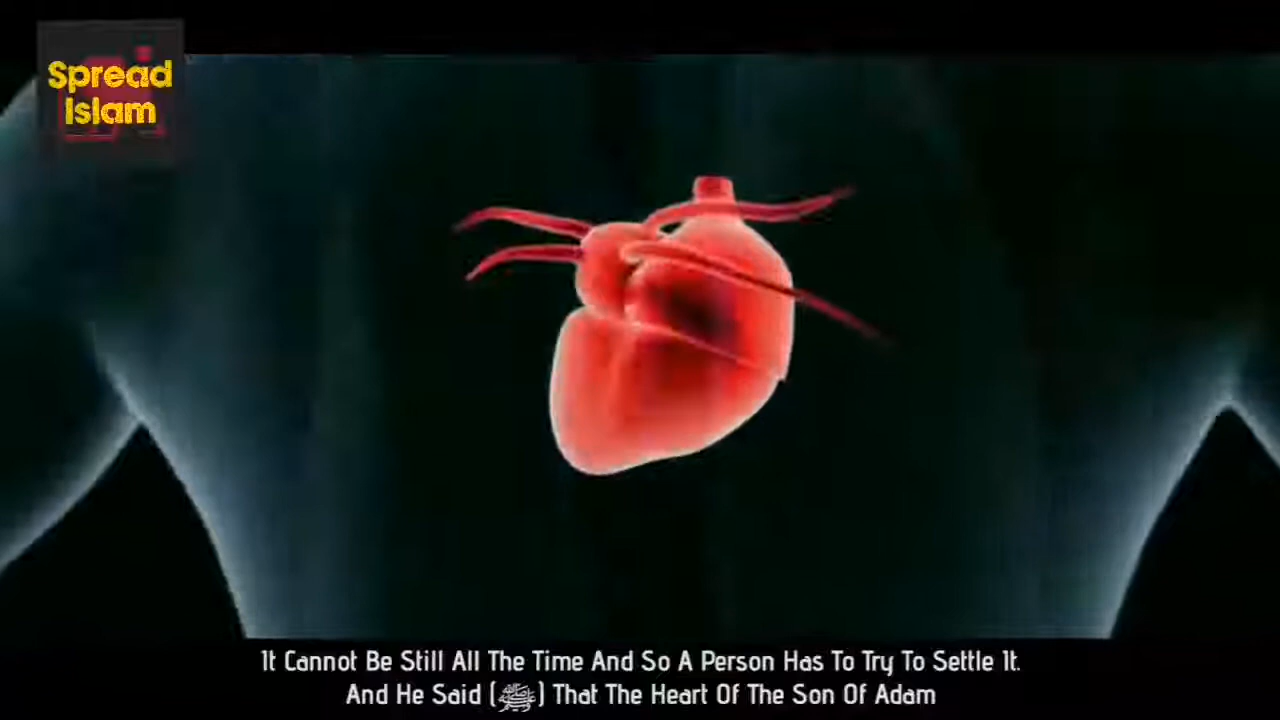 Spread
Islam
It Cannot Be Still All The Time And So A Person Has To Try To Settle It.
And He Said (ﷺ) That The Heart Of The Son Of Adam